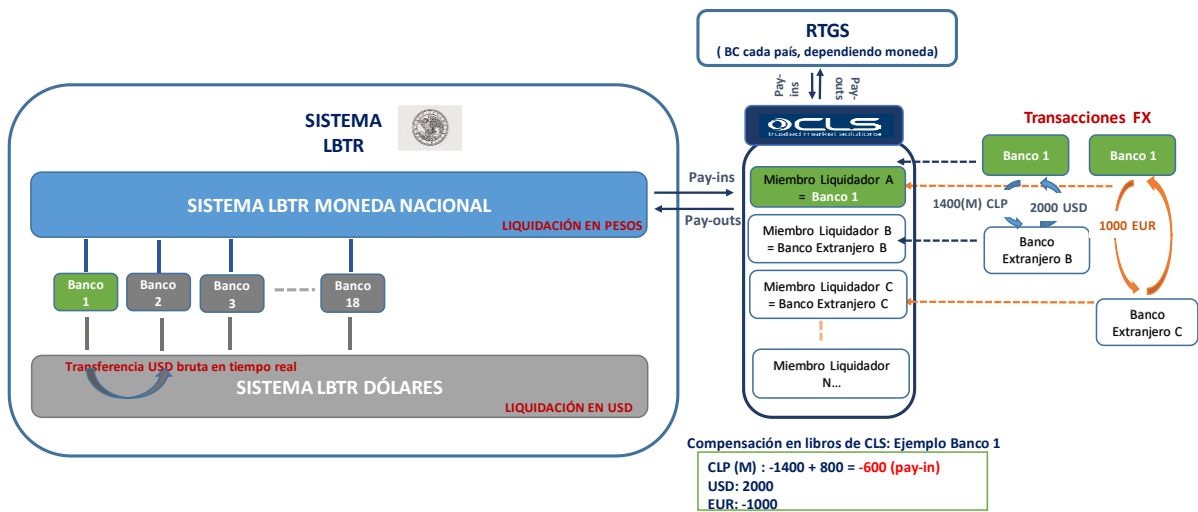 RTGS
( BC cada país, dependiendo moneda)
Pay-
ins
Pay-
outs
SISTEMA
LBTR
CLS
trusted market solutions
Transacciones FX
Banco 1
Banco 1
SISTEMA LBTR MONEDA NACIONAL
LIQUIDACIÓN EN PESOS
Pay-ins
Pay-outs
Miembro Liquidador A
= Banco 1
Miembro Liquidador B
= Banco Extranjero B
Miembro Liquidador C
= Banco Extranjero C
Miembro Liquidador
N...
1400(M) CLP
2000 USD
1000 EUR
Banco
Extranjero B
Banco
Extranjero C
Banco
1
Banco
2
Banco
3
Banco
18
Transferencia USD bruta en tiempo real
SISTEMA LBTR DÓLARES
LIQUIDACIÓN EN USD
Compensación en libros de CLS: Ejemplo Banco 1
CLP (M) : -1400 + 800 = -600 (pay-in)
USD: 2000
EUR: -1000